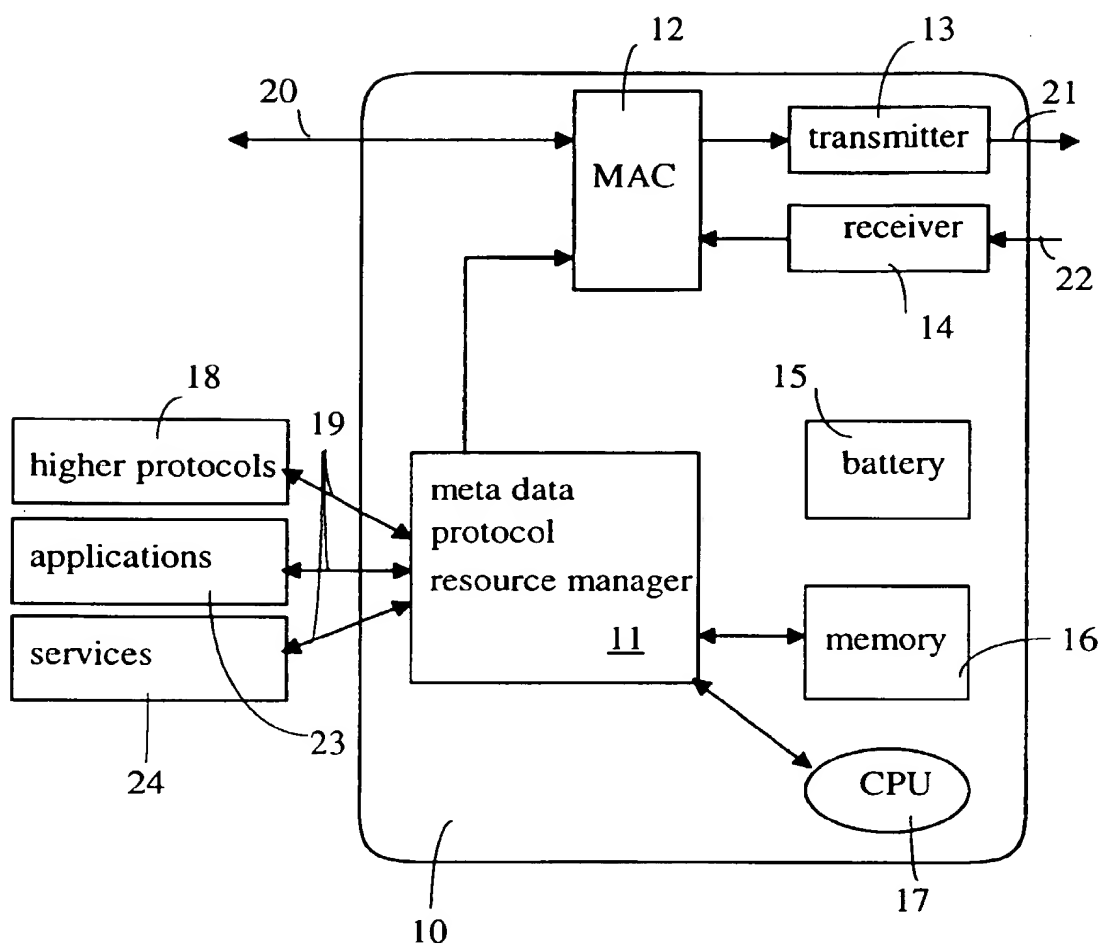 12
13
20
21
transmitter
MAC
receiver
22
14
18
15
19
higher protocols
battery
meta data
protocol
applications
resource manager
11
services
memory
16
23
24
CPU
17
10